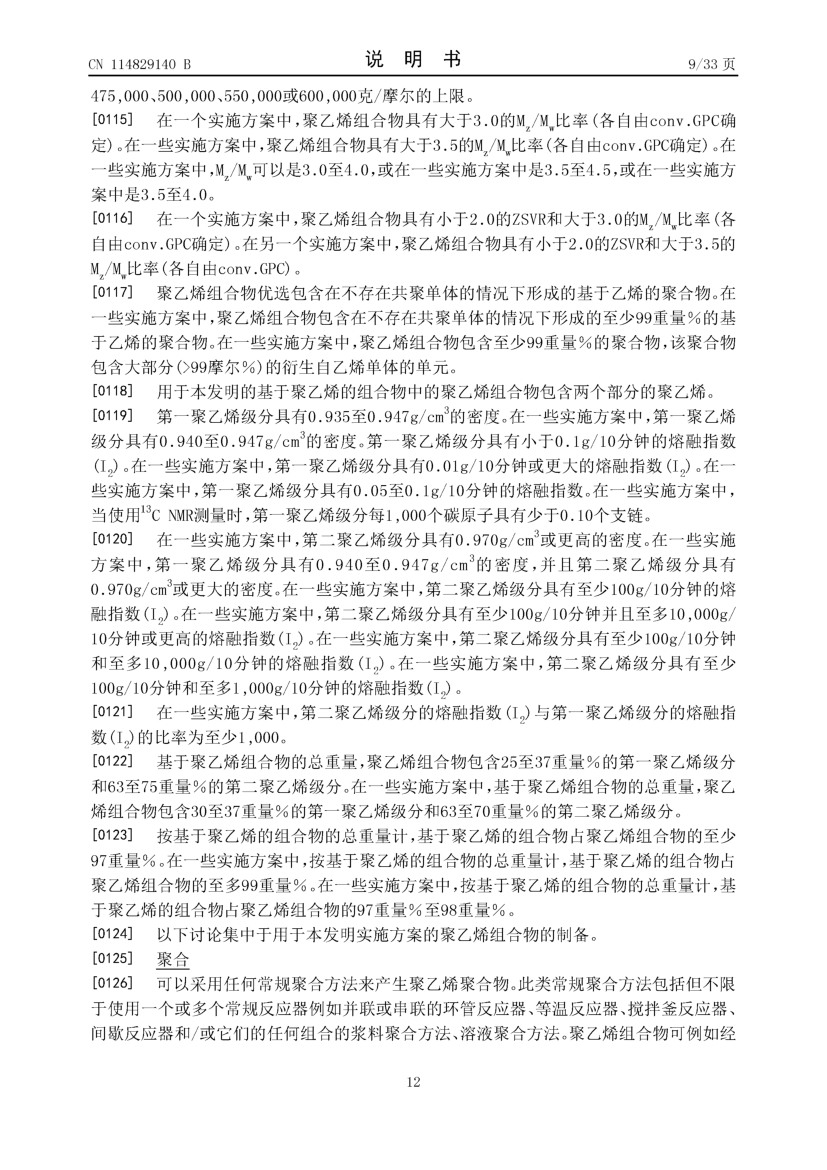 CN 114829140 B
说 明 书
9/33 页
475,000、500,000、550,000或600,000克/摩尔的上限。
[0115] 在一个实施方案中,聚乙烯组合物具有大于3.0的Mz/Mw比率(各自由conv.GPC确
定)。在一些实施方案中,聚乙烯组合物具有大于3.5的Mz/Mw比率(各自由conv.GPC确定)。在
一些实施方案中,Mz/Mw可以是3.0至4.0,或在一些实施方案中是3.5至4.5,或在一些实施方
案中是3.5至4.0。
[0116] 在一个实施方案中,聚乙烯组合物具有小于2.0的ZSVR和大于3.0的Mz/Mw比率(各
自由conv.GPC确定)。在另一个实施方案中,聚乙烯组合物具有小于2.0的ZSVR和大于3.5的
Mz/Mw比率(各自由conv.GPC)。
[0117] 聚乙烯组合物优选包含在不存在共聚单体的情况下形成的基于乙烯的聚合物。在
一些实施方案中,聚乙烯组合物包含在不存在共聚单体的情况下形成的至少99重量%的基
于乙烯的聚合物。在一些实施方案中,聚乙烯组合物包含至少99重量%的聚合物,该聚合物
包含大部分(>99摩尔%)的衍生自乙烯单体的单元。
[0118] 用于本发明的基于聚乙烯的组合物中的聚乙烯组合物包含两个部分的聚乙烯。
[0119] 第一聚乙烯级分具有0.935至0.947g/cm³的密度。在一些实施方案中,第一聚乙烯
级分具有0.940至0.947g/cm³的密度。第一聚乙烯级分具有小于0.1g/10分钟的熔融指数
(I₂)。在一些实施方案中,第一聚乙烯级分具有0.01g/10分钟或更大的熔融指数(I₂)。在一
些实施方案中,第一聚乙烯级分具有0.05至0.1g/10分钟的熔融指数。在一些实施方案中,
当使用¹³C NMR测量时,第一聚乙烯级分每1,000个碳原子具有少于0.10个支链。
[0120] 在一些实施方案中,第二聚乙烯级分具有0.970g/cm³或更高的密度。在一些实施
方案中,第一聚乙烯级分具有0.940至0.947g/cm³的密度,并且第二聚乙烯级分具有
0.970g/cm³或更大的密度。在一些实施方案中,第二聚乙烯级分具有至少100g/10分钟的熔
融指数(I₂)。在一些实施方案中,第二聚乙烯级分具有至少100g/10分钟并且至多10,000g/
10分钟或更高的熔融指数(I₂)。在一些实施方案中,第二聚乙烯级分具有至少100g/10分钟
和至多10,000g/10分钟的熔融指数(I₂)。在一些实施方案中,第二聚乙烯级分具有至少
100g/10分钟和至多1,000g/10分钟的熔融指数(I₂)。
[0121] 在一些实施方案中,第二聚乙烯级分的熔融指数(I₂)与第一聚乙烯级分的熔融指
数(I₂)的比率为至少1,000。
[0122] 基于聚乙烯组合物的总重量,聚乙烯组合物包含25至37重量%的第一聚乙烯级分
和63至75重量%的第二聚乙烯级分。在一些实施方案中,基于聚乙烯组合物的总重量,聚乙
烯组合物包含30至37重量%的第一聚乙烯级分和63至70重量%的第二聚乙烯级分。
[0123] 按基于聚乙烯的组合物的总重量计,基于聚乙烯的组合物占聚乙烯组合物的至少
97重量%。在一些实施方案中,按基于聚乙烯的组合物的总重量计,基于聚乙烯的组合物占
聚乙烯组合物的至多99重量%。在一些实施方案中,按基于聚乙烯的组合物的总重量计,基
于聚乙烯的组合物占聚乙烯组合物的97重量%至98重量%。
[0124] 以下讨论集中于用于本发明实施方案的聚乙烯组合物的制备。
[0125] 聚合
[0126] 可以采用任何常规聚合方法来产生聚乙烯聚合物。此类常规聚合方法包括但不限
于使用一个或多个常规反应器例如并联或串联的环管反应器、等温反应器、搅拌釜反应器、
间歇反应器和/或它们的任何组合的浆料聚合方法、溶液聚合方法。聚乙烯组合物可例如经
12